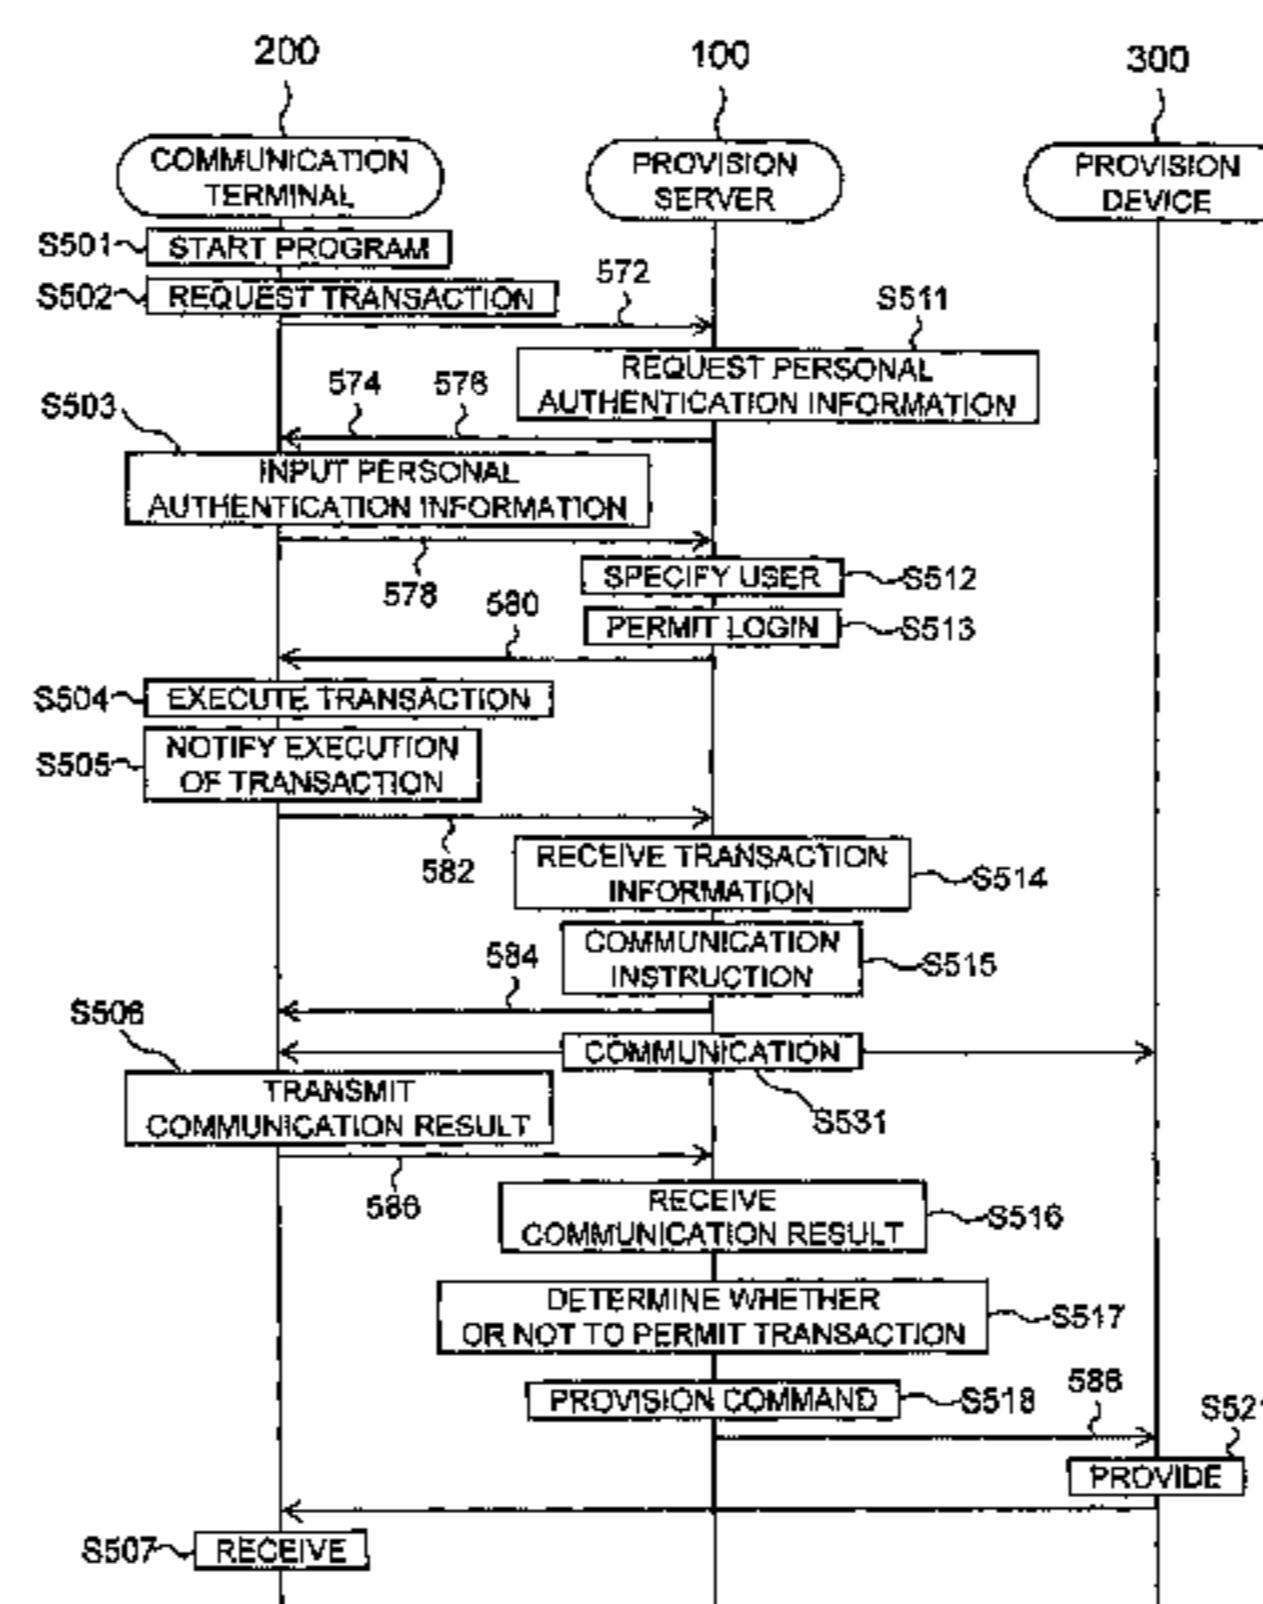 200
100
300
COMMUNICATION
TERMINAL
PROVISION
SERVER
PROVISION
DEVICE
S501
START PROGRAM
S502
REQUEST TRANSACTION
572
S511
REQUEST PERSONAL
AUTHENTICATION INFORMATION
574
576
S503
INPUT PERSONAL
AUTHENTICATION INFORMATION
578
SPECIFY USER
S512
580
PERMIT LOGIN
S513
S504
EXECUTE TRANSACTION
S505
NOTIFY EXECUTION
OF TRANSACTION
582
RECEIVE TRANSACTION
INFORMATION
S514
COMMUNICATION
INSTRUCTION
S515
584
S506
COMMUNICATION
S531
TRANSMIT
COMMUNICATION RESULT
586
RECEIVE
COMMUNICATION RESULT
S516
DETERMINE WHETHER
OR NOT TO PERMIT TRANSACTION
S517
PROVISION COMMAND
S518
588
S521
PROVIDE
S507
RECEIVE